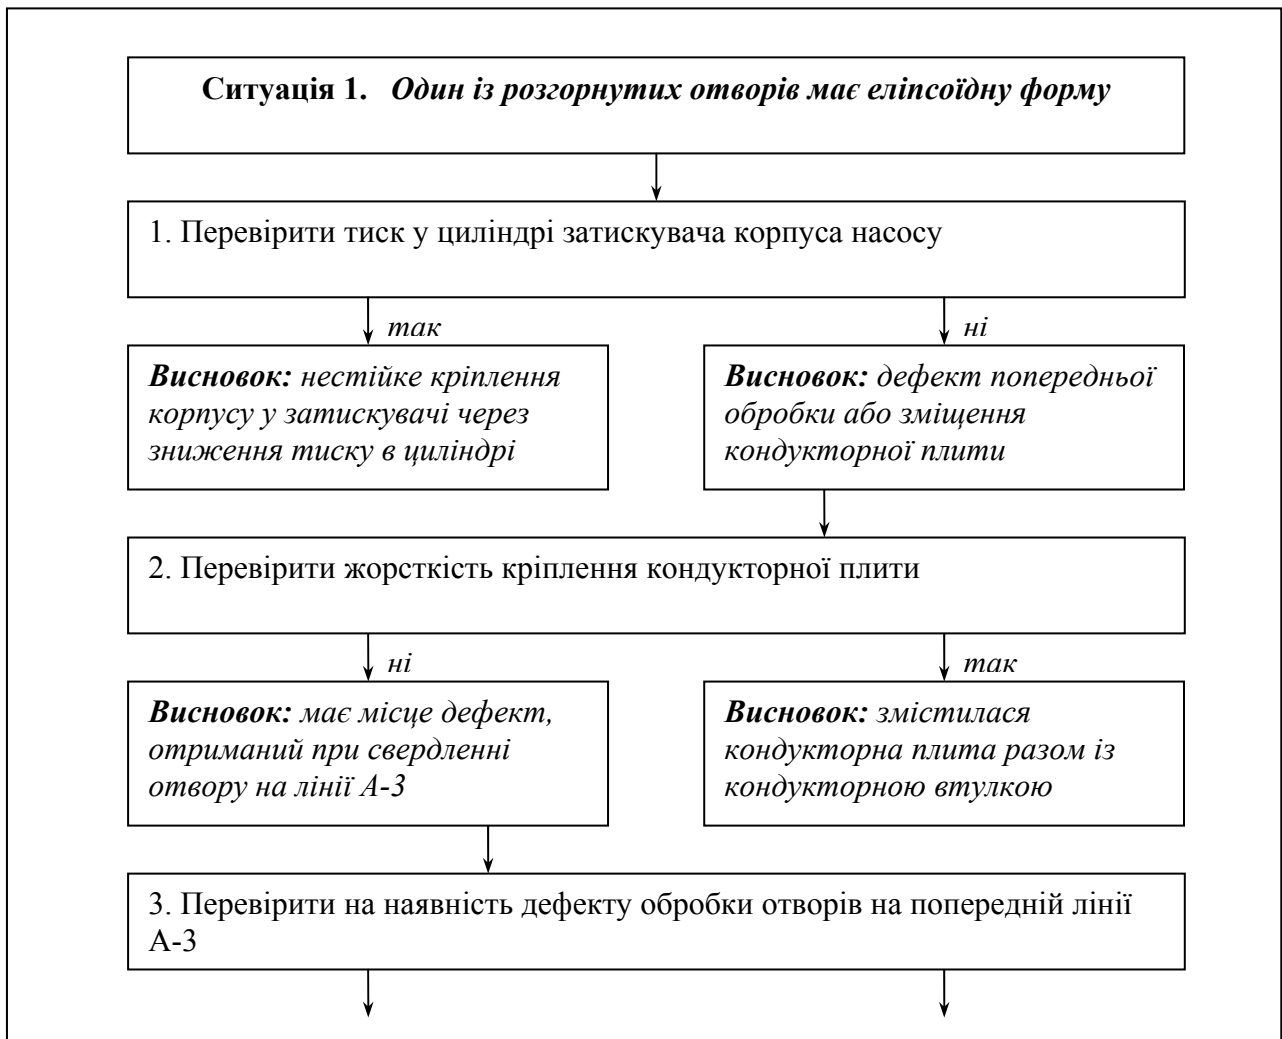 Ситуація 1. Один із розгорнутих отворів має еліпсоїдну форму
1. Перевірити тиск у циліндрі затискувача корпуса насосу
так
ні
Висновок: нестійке кріплення
корпусу у затискувачі через
зниження тиску в циліндрі
Висновок: дефект попередньої
обробки або зміщення
кондукторної плити
2. Перевірити жорсткість кріплення кондукторної плити
ні
так
Висновок: має місце дефект,
отриманий при свердленні
отвору на лінії А-3
Висновок: змістилася
кондукторна плита разом із
кондукторною втулкою
3. Перевірити на наявність дефекту обробки отворів на попередній лінії
А-3